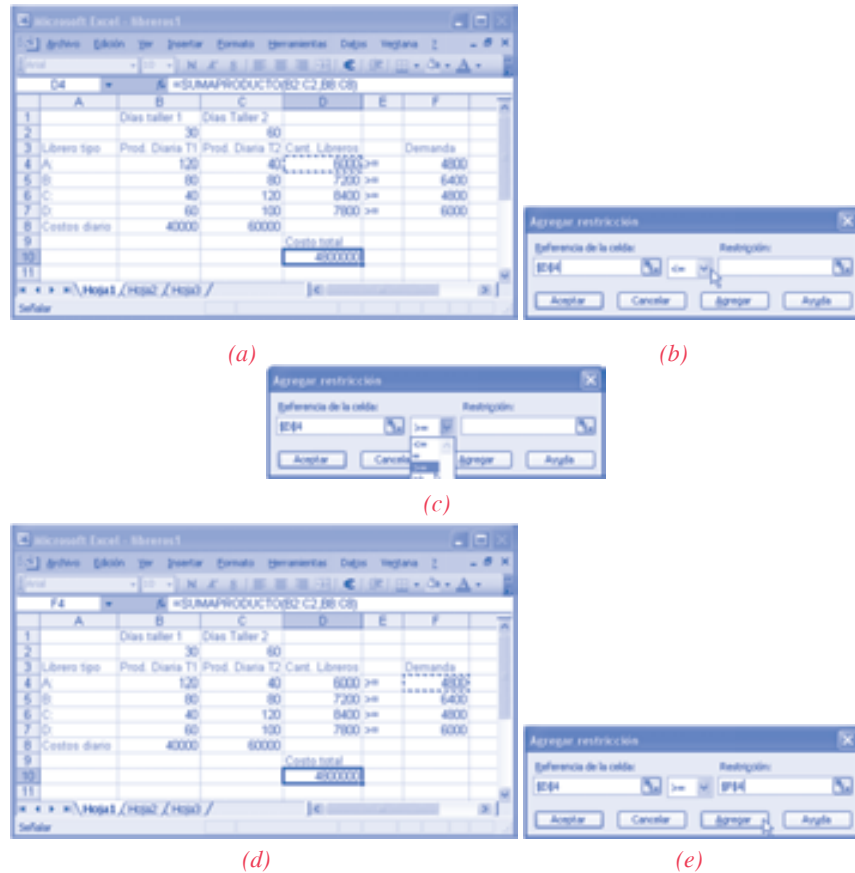 Microsoft Excel - libreros1
Archivo Edición Ver Insertar Formato Herramientas Datos Ventana ?
Arial 10 N K S
D4 fx =SUMAPRODUCTO(B2 C2,B8 C8)
A B C D E F
1 Días taller 1 Días Taller 2
2 30 60
3 Librero tipo Prod. Diaria T1 Prod. Diaria T2 Cant. Libreros Demanda
4 A: 120 40 6000 >= 4800
5 B: 80 80 7200 >= 6400
6 C: 40 120 8400 >= 4800
7 D: 60 100 7800 >= 6000
8 Costos diario 40000 60000
9 Costo total
10 4800000
11
Hoja1 / Hoja2 / Hoja3 /
Señalar
(a)
Agregar restricción
Referencia de la celda: Restricción:
$D$4 <=
Aceptar Cancelar Agregar Ayuda
(b)
Agregar restricción
Referencia de la celda: Restricción:
$D$4 >=
<=
=
>=
Aceptar Agregar Ayuda
(c)
Microsoft Excel - libreros1
Archivo Edición Ver Insertar Formato Herramientas Datos Ventana ?
Arial 10 N K S
F4 fx =SUMAPRODUCTO(B2 C2,B8 C8)
A B C D E F
1 Días taller 1 Días Taller 2
2 30 60
3 Librero tipo Prod. Diaria T1 Prod. Diaria T2 Cant. Libreros Demanda
4 A: 120 40 6000 >= 4800
5 B: 80 80 7200 >= 6400
6 C: 40 120 8400 >= 4800
7 D: 60 100 7800 >= 6000
8 Costos diario 40000 60000
9 Costo total
10 4800000
11
Hoja1 / Hoja2 / Hoja3 /
Señalar
(d)
Agregar restricción
Referencia de la celda: Restricción:
$D$4 >= $F$4
Aceptar Cancelar Agregar Ayuda
(e)